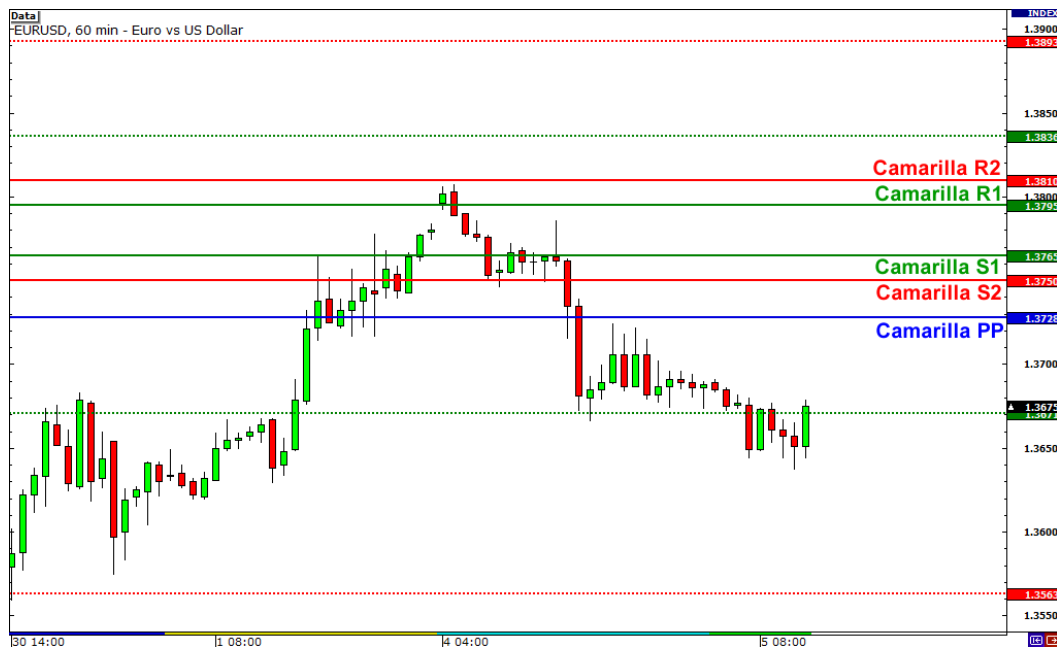 Data
INDEX
EURUSD, 60 min - Euro vs US Dollar
1.3900
1.3893
1.3850
1.3836
Camarilla R2
1.3810
1.3800
Camarilla R1
1.3795
1.3765
Camarilla S1
1.3750
Camarilla S2
1.3728
Camarilla PP
1.3700
1.3675
1.3671
1.3650
1.3600
1.3563
1.3550
30 14:00
1 08:00
4 04:00
5 08:00